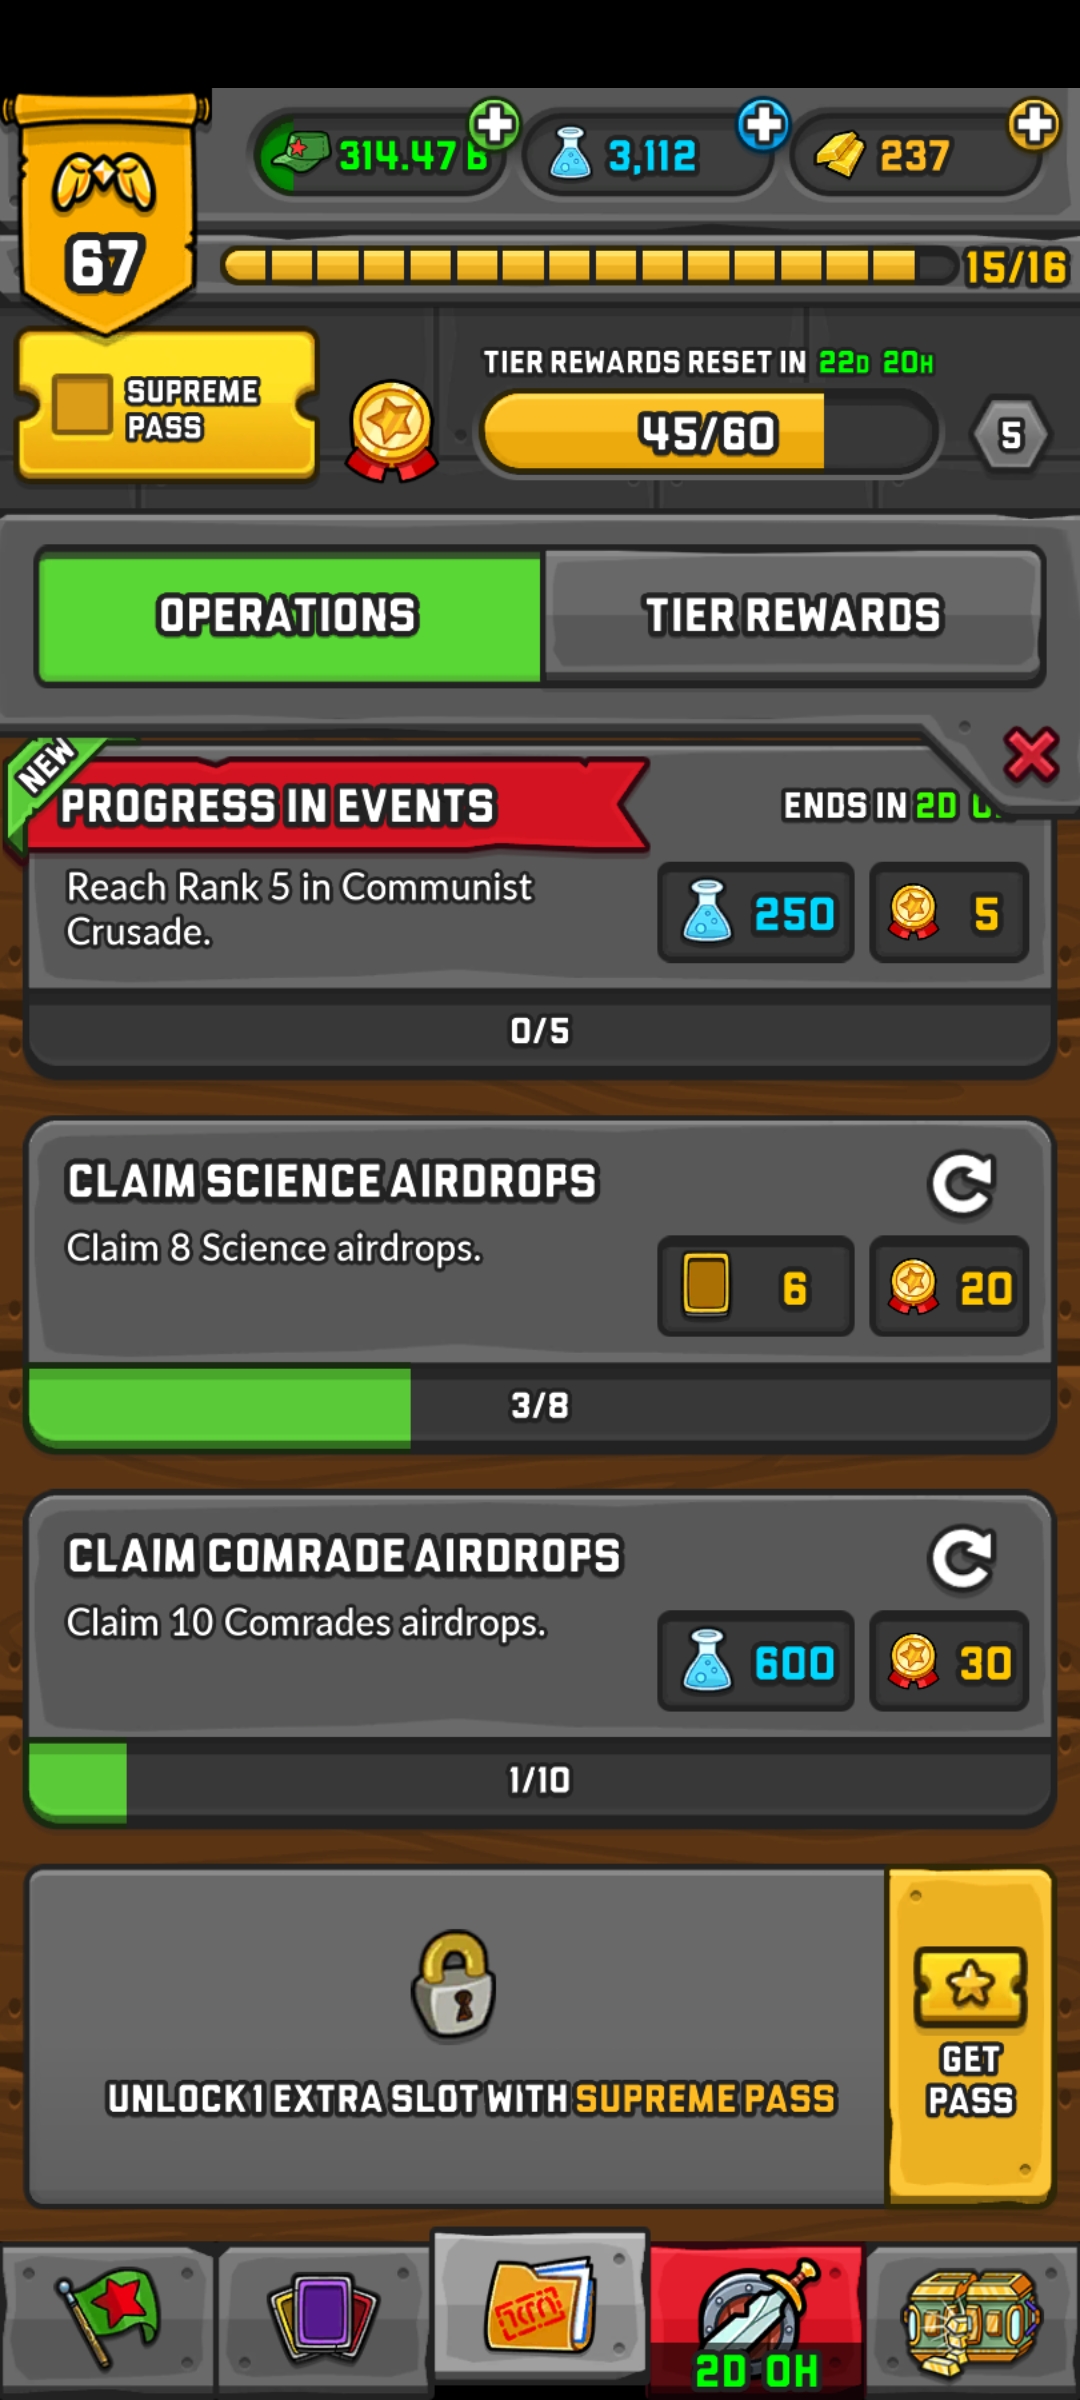 314.47 B
3,112
237
67
15/16
SUPREME
PASS
TIER REWARDS RESET IN 22D 20H
45/60
5
OPERATIONS
TIER REWARDS
NEW
PROGRESS IN EVENTS
ENDS IN 2D
Reach Rank 5 in Communist
Crusade.
250
5
0/5
CLAIM SCIENCE AIRDROPS
Claim 8 Science airdrops.
6
20
3/8
CLAIM COMRADE AIRDROPS
Claim 10 Comrades airdrops.
600
30
1/10
UNLOCK 1 EXTRA SLOT WITH SUPREME PASS
GET
PASS
2D 0H